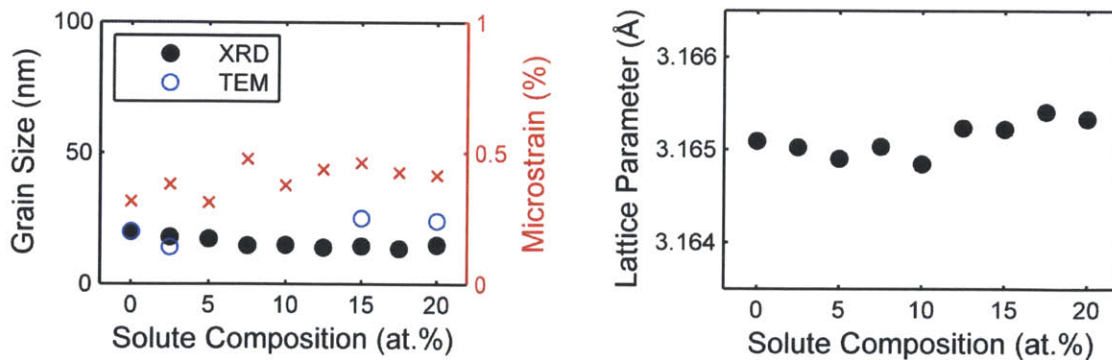 100
50
0
Grain Size (nm)
XRD
TEM
1
0.5
0
Microstrain (%)
0 5 10 15 20
Solute Composition (at.%)
3.166
3.165
3.164
Lattice Parameter (Å)
0 5 10 15 20
Solute Composition (at.%)